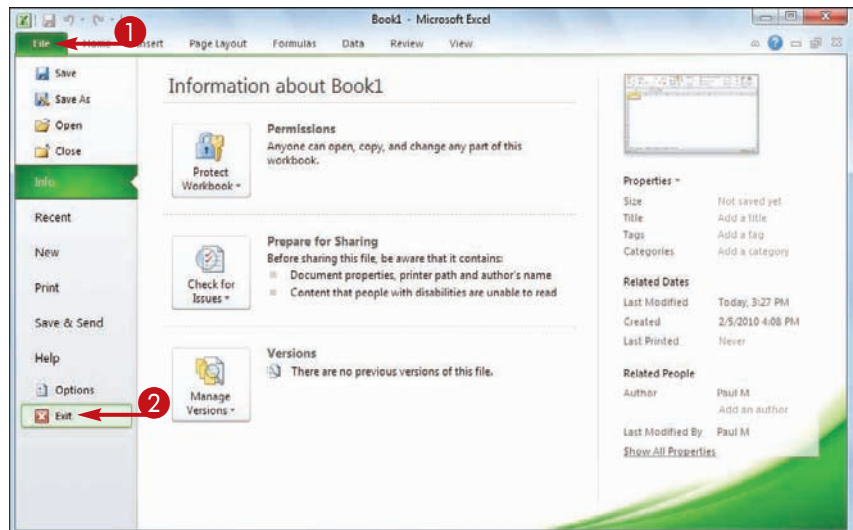 Book1 - Microsoft Excel
File Home Insert Page Layout Formulas Data Review View
1
Save
Save As
Open
Close
Info
Recent
New
Print
Save & Send
Help
Options
Exit
2
Information about Book1
Protect
Workbook
Permissions
Anyone can open, copy, and change any part of this
workbook.
Check for
Issues
Prepare for Sharing
Before sharing this file, be aware that it contains:
Document properties, printer path and author's name
Content that people with disabilities are unable to read
Manage
Versions
Versions
There are no previous versions of this file.
Properties
Size Not saved yet
Title Add a title
Tags Add a tag
Categories Add a category
Related Dates
Last Modified Today, 3:27 PM
Created 2/5/2010 4:08 PM
Last Printed Never
Related People
Author Paul M
Add an author
Last Modified By Paul M
Show All Properties